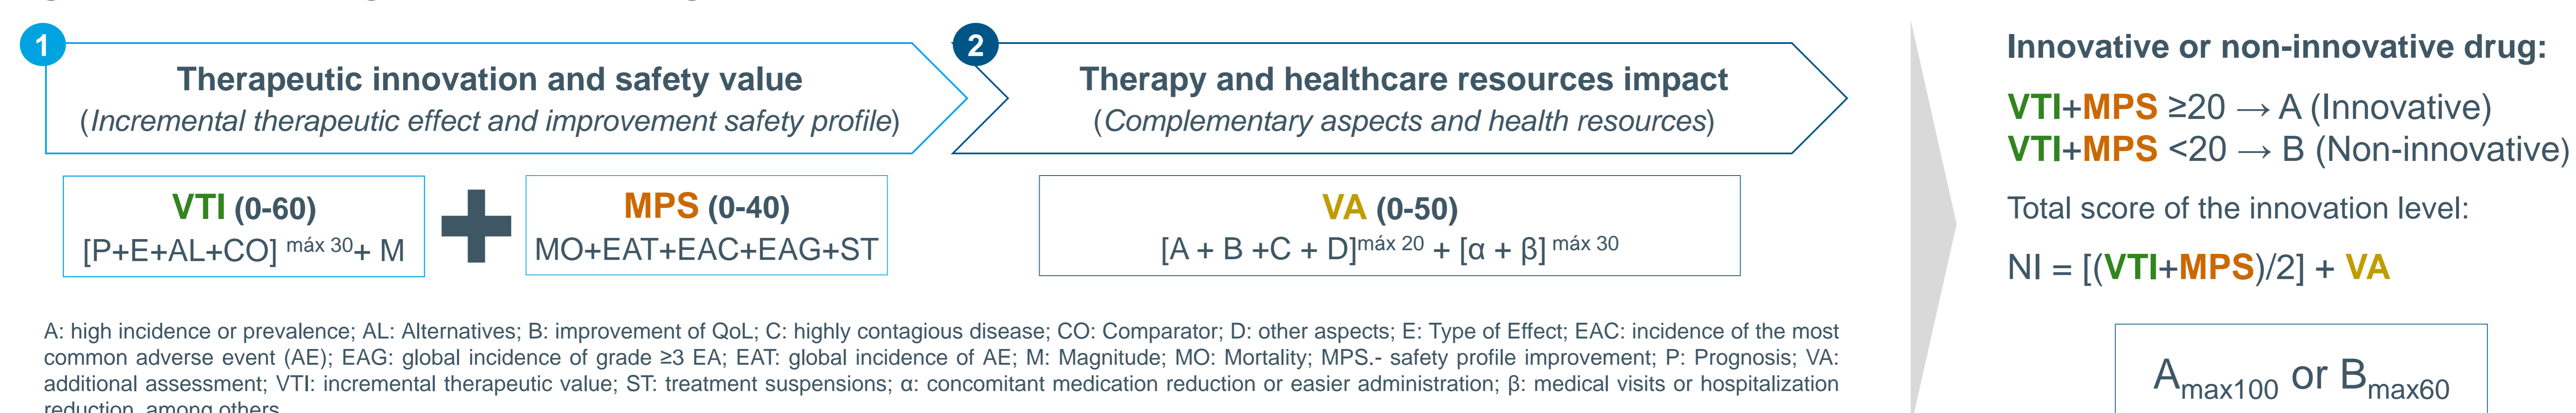 1
Therapeutic innovation and safety value
(Incremental therapeutic effect and improvement safety profile)
2
Therapy and healthcare resources impact
(Complementary aspects and health resources)
VTI (0-60)
[P+E+AL+CO] máx 30+ M
+
MPS (0-40)
MO+EAT+EAC+EAG+ST
VA (0-50)
[A + B +C + D]máx 20 + [α + β] máx 30
A: high incidence or prevalence; AL: Alternatives; B: improvement of QoL; C: highly contagious disease; CO: Comparator; D: other aspects; E: Type of Effect; EAC: incidence of the most
common adverse event (AE); EAG: global incidence of grade ≥3 EA; EAT: global incidence of AE; M: Magnitude; MO: Mortality; MPS.- safety profile improvement; P: Prognosis; VA:
additional assessment; VTI: incremental therapeutic value; ST: treatment suspensions; α: concomitant medication reduction or easier administration; β: medical visits or hospitalization
reduction, among others
Innovative or non-innovative drug:
VTI+MPS ≥20 → A (Innovative)
VTI+MPS <20 → B (Non-innovative)
Total score of the innovation level:
NI = [(VTI+MPS)/2] + VA
Amax100 or Bmax60